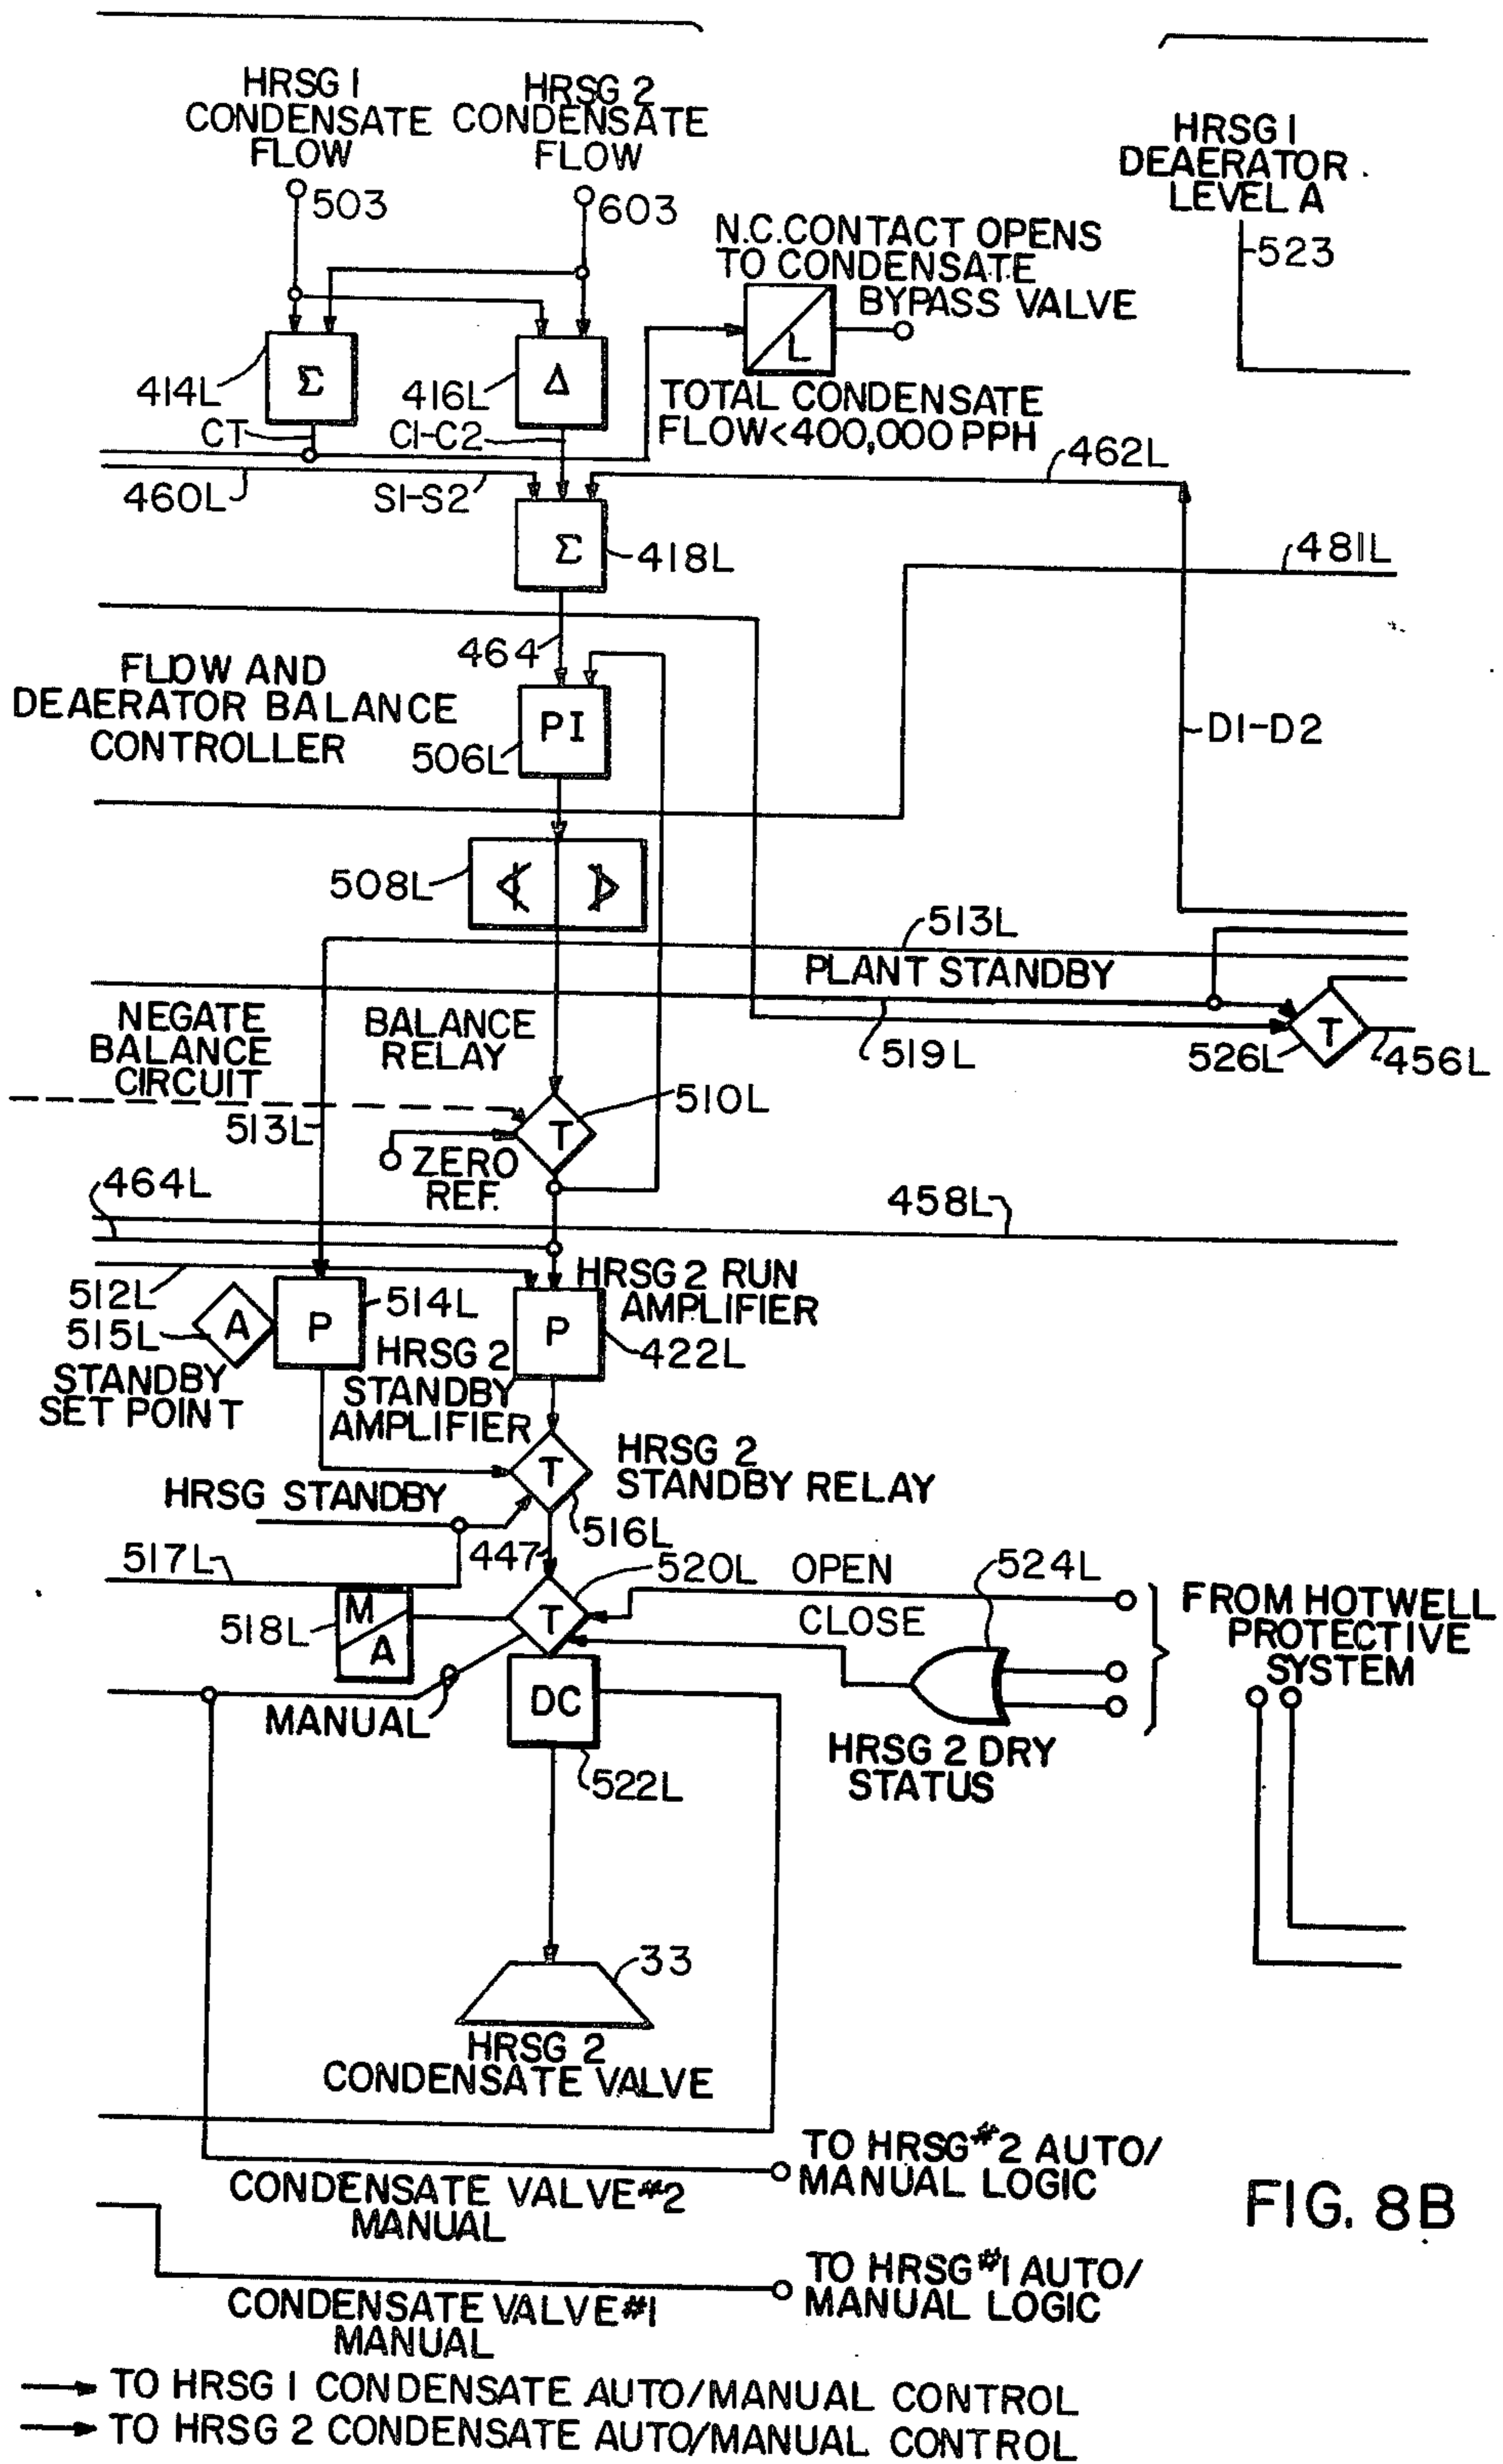 HRSG 1
CONDENSATE
FLOW
503
HRSG 2
CONDENSATE
FLOW
603
HRSG 1
DEAERATOR
LEVEL A
523
N.C. CONTACT OPENS
TO CONDENSATE
BYPASS VALVE
L
414L
Σ
416L
Δ
TOTAL CONDENSATE
FLOW<400,000 PPH
CT
C1-C2
462L
460L
S1-S2
Σ
418L
481L
464
FLOW AND
DEAERATOR BALANCE
CONTROLLER
PI
506L
D1-D2
508L
513L
PLANT STANDBY
NEGATE
BALANCE
CIRCUIT
BALANCE
RELAY
519L
526L
T
456L
510L
513L
T
ZERO
REF.
464L
458L
512L
HRSG 2 RUN
AMPLIFIER
515L
A
P
514L
P
422L
STANDBY
SET POINT
HRSG 2
STANDBY
AMPLIFIER
T
HRSG 2
STANDBY RELAY
HRSG STANDBY
516L
447
517L
520L
OPEN
524L
518L
M
A
T
CLOSE
FROM HOTWELL
PROTECTIVE
SYSTEM
MANUAL
DC
522L
HRSG 2 DRY
STATUS
33
HRSG 2
CONDENSATE VALVE
TO HRSG #2 AUTO/
MANUAL LOGIC
CONDENSATE VALVE #2
MANUAL
FIG. 8B
TO HRSG #1 AUTO/
MANUAL LOGIC
CONDENSATE VALVE #1
MANUAL
TO HRSG 1 CONDENSATE AUTO/MANUAL CONTROL
TO HRSG 2 CONDENSATE AUTO/MANUAL CONTROL